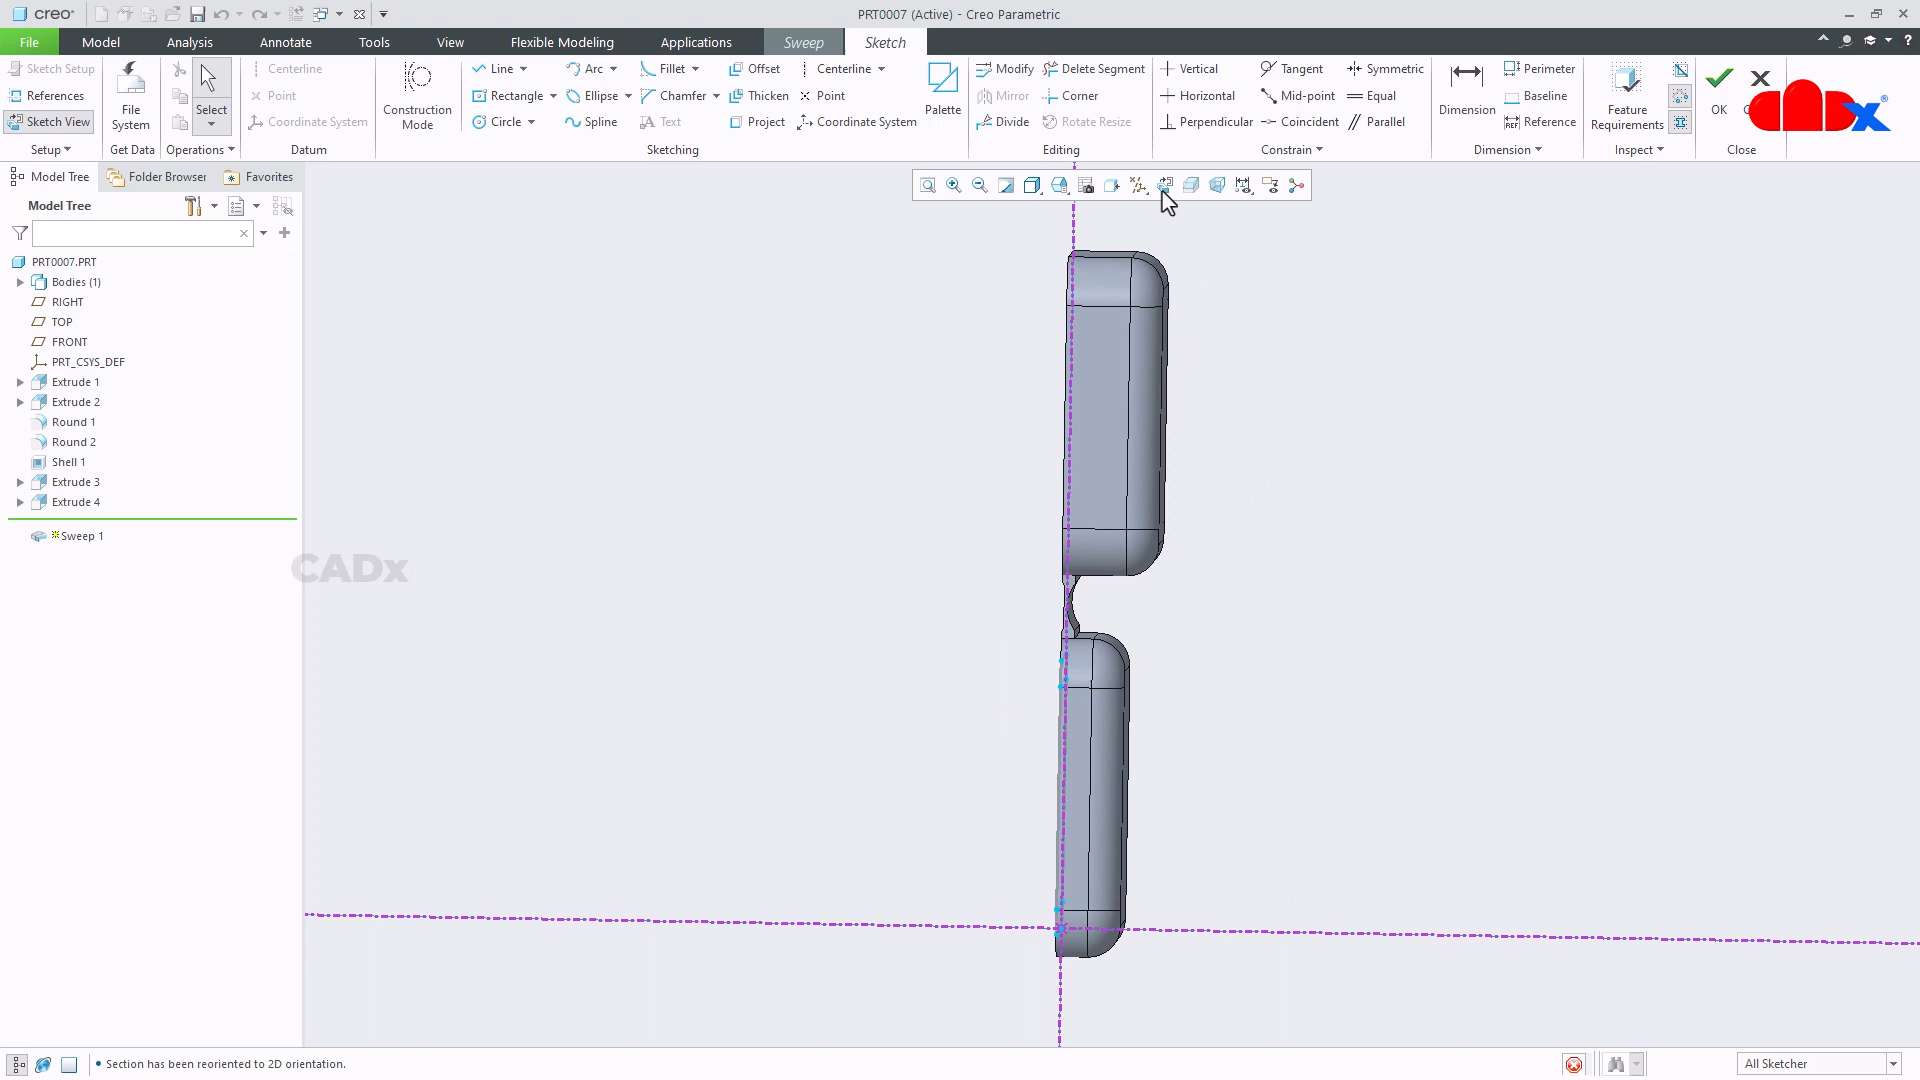 creo
PRT0007 (Active) - Creo Parametric
File Model Analysis Annotate Tools View Flexible Modeling Applications Sweep Sketch
Sketch Setup Centerline Line Arc Fillet Offset Centerline Modify Delete Segment Vertical Tangent Symmetric Perimeter
References Point Rectangle Ellipse Chamfer Thicken Point Mirror Corner Horizontal Mid-point Equal Baseline
Sketch View Coordinate System Circle Spline Text Project Coordinate System Divide Rotate Resize Perpendicular Coincident Parallel Reference
File System Select Construction Mode Palette Dimension Feature Requirements OK
CADx
Setup Get Data Operations Datum Sketching Editing Constrain Dimension Inspect Close
Model Tree Folder Browser Favorites
Model Tree
PRT0007.PRT
Bodies (1)
RIGHT
TOP
FRONT
PRT_CSYS_DEF
Extrude 1
Extrude 2
Round 1
Round 2
Shell 1
Extrude 3
Extrude 4
Sweep 1
CADx
Section has been reoriented to 2D orientation.
All Sketcher